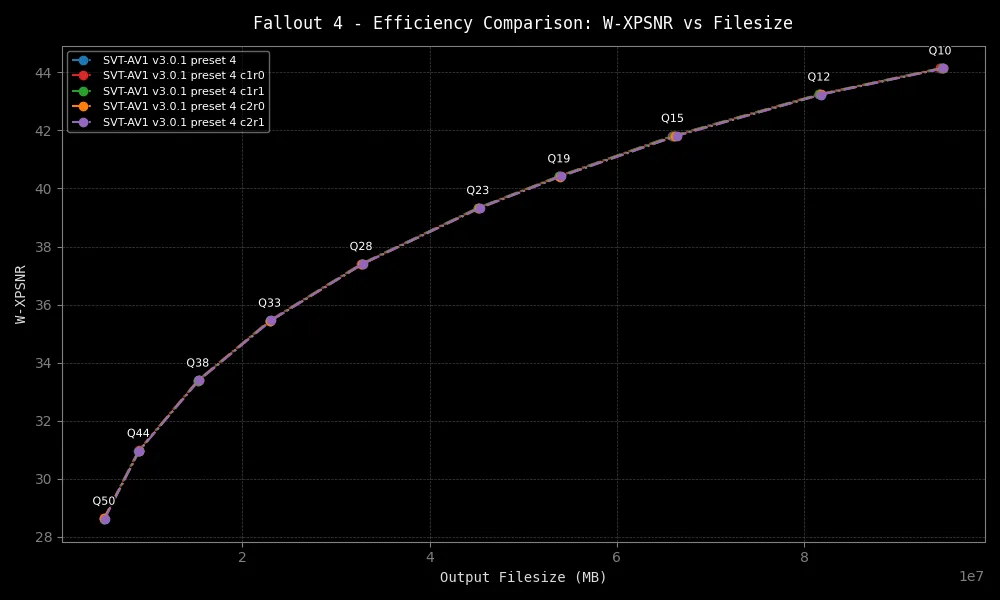 Fallout 4 - Efficiency Comparison: W-XPSNR vs Filesize
SVT-AV1 v3.0.1 preset 4
SVT-AV1 v3.0.1 preset 4 c1r0
SVT-AV1 v3.0.1 preset 4 c1r1
SVT-AV1 v3.0.1 preset 4 c2r0
SVT-AV1 v3.0.1 preset 4 c2r1
Q10
Q12
Q15
Q19
Q23
Q28
Q33
Q38
Q44
Q50
44
42
40
38
36
34
32
30
28
W-XPSNR
2 4 6 8
1e7
Output Filesize (MB)